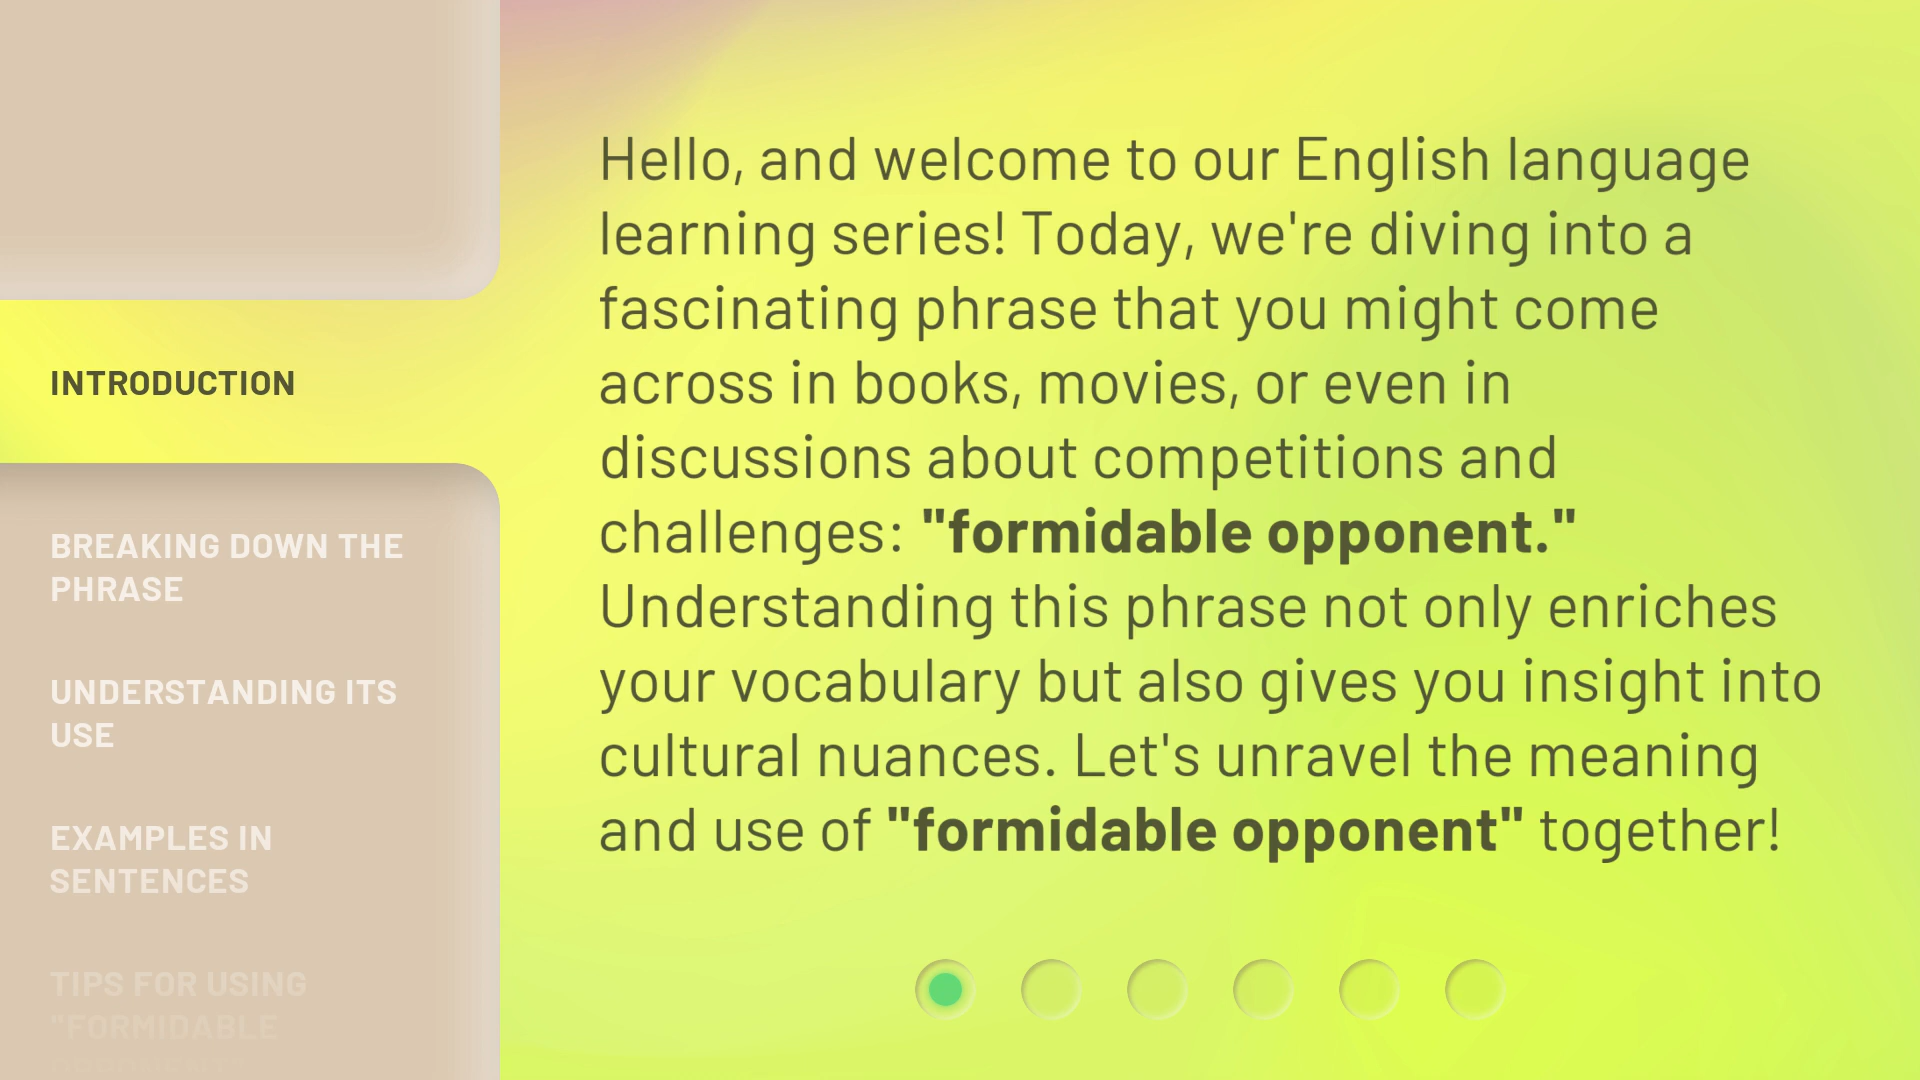 INTRODUCTION
BREAKING DOWN THE
PHRASE
UNDERSTANDING ITS
USE
EXAMPLES IN
SENTENCES
TIPS FOR USING
"FORMIDABLE
OPPONENT"
Hello, and welcome to our English language
learning series! Today, we're diving into a
fascinating phrase that you might come
across in books, movies, or even in
discussions about competitions and
challenges: "formidable opponent."
Understanding this phrase not only enriches
your vocabulary but also gives you insight into
cultural nuances. Let's unravel the meaning
and use of "formidable opponent" together!